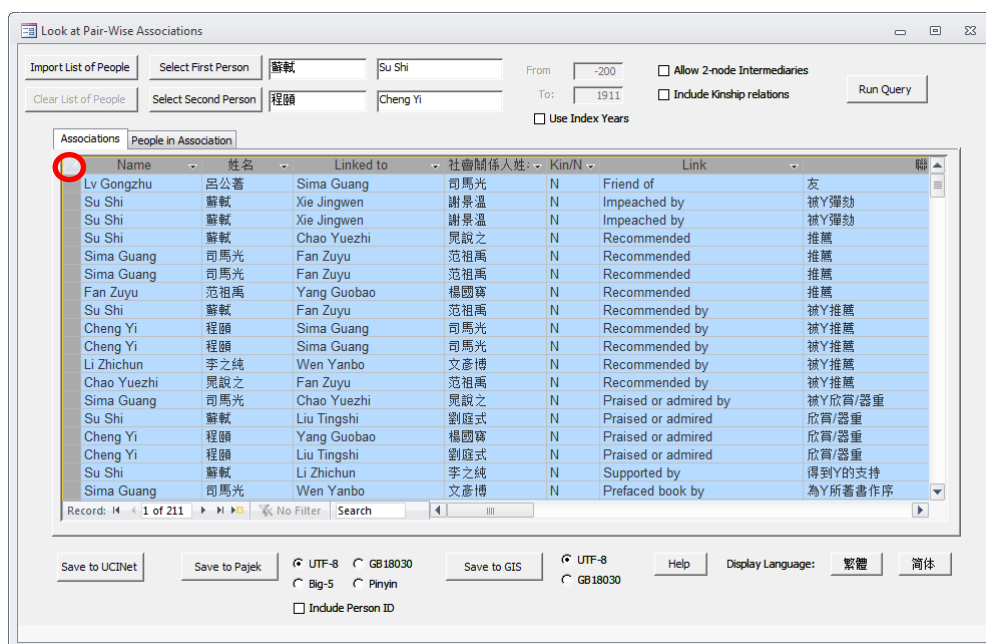 Look at Pair-Wise Associations
Import List of People Select First Person 蘇軾 Su Shi From -200 Allow 2-node Intermediaries
Clear List of People Select Second Person 程頤 Cheng Yi To: 1911 Include Kinship relations Run Query
Use Index Years
Associations People in Association
Name 姓名 Linked to 社會關係人姓 Kin/N Link 聯
Lv Gongzhu 呂公著 Sima Guang 司馬光 N Friend of 友
Su Shi 蘇軾 Xie Jingwen 謝景溫 N Impeached by 被Y彈劾
Su Shi 蘇軾 Xie Jingwen 謝景溫 N Impeached by 被Y彈劾
Su Shi 蘇軾 Chao Yuezhi 晁說之 N Recommended 推薦
Sima Guang 司馬光 Fan Zuyu 范祖禹 N Recommended 推薦
Sima Guang 司馬光 Fan Zuyu 范祖禹 N Recommended 推薦
Fan Zuyu 范祖禹 Yang Guobao 楊國寶 N Recommended 推薦
Su Shi 蘇軾 Fan Zuyu 范祖禹 N Recommended by 被Y推薦
Cheng Yi 程頤 Sima Guang 司馬光 N Recommended by 被Y推薦
Cheng Yi 程頤 Sima Guang 司馬光 N Recommended by 被Y推薦
Li Zhichun 李之純 Wen Yanbo 文彥博 N Recommended by 被Y推薦
Chao Yuezhi 晁說之 Fan Zuyu 范祖禹 N Recommended by 被Y推薦
Sima Guang 司馬光 Chao Yuezhi 晁說之 N Praised or admired by 被Y欣賞/器重
Su Shi 蘇軾 Liu Tingshi 劉庭式 N Praised or admired 欣賞/器重
Cheng Yi 程頤 Yang Guobao 楊國寶 N Praised or admired 欣賞/器重
Cheng Yi 程頤 Liu Tingshi 劉庭式 N Praised or admired 欣賞/器重
Su Shi 蘇軾 Li Zhichun 李之純 N Supported by 得到Y的支持
Sima Guang 司馬光 Wen Yanbo 文彥博 N Prefaced book by 為Y所著書作序
Record: 1 of 211 No Filter Search
Save to UCINet Save to Pajek UTF-8 GB18030 Save to GIS UTF-8 Help Display Language: 繁體 简体
Big-5 Pinyin GB18030
Include Person ID